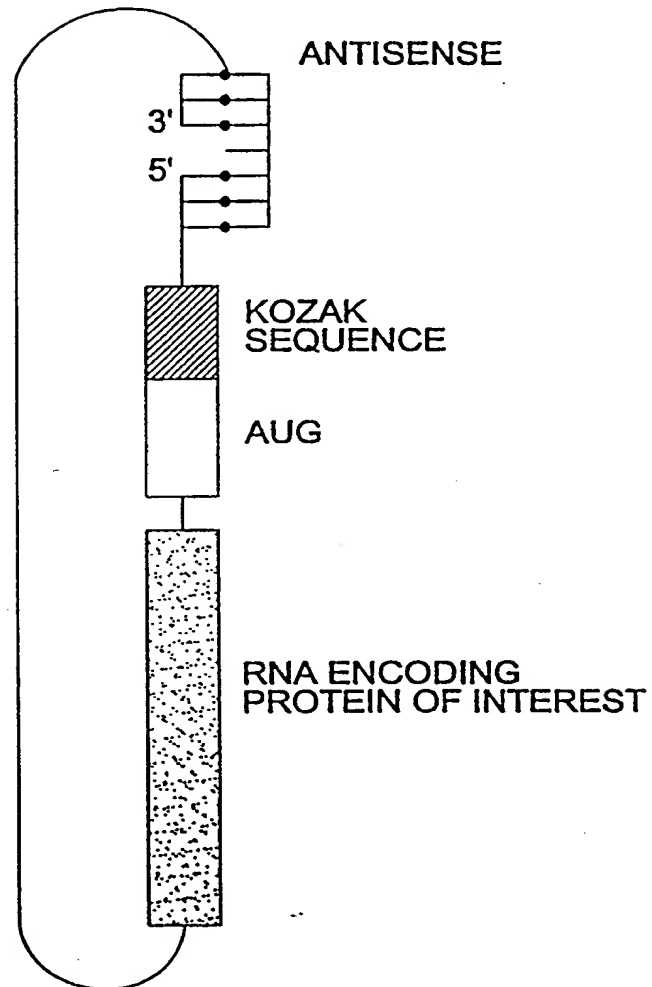 ANTISENSE
3'
5'
KOZAK
SEQUENCE
AUG
RNA ENCODING
PROTEIN OF INTEREST